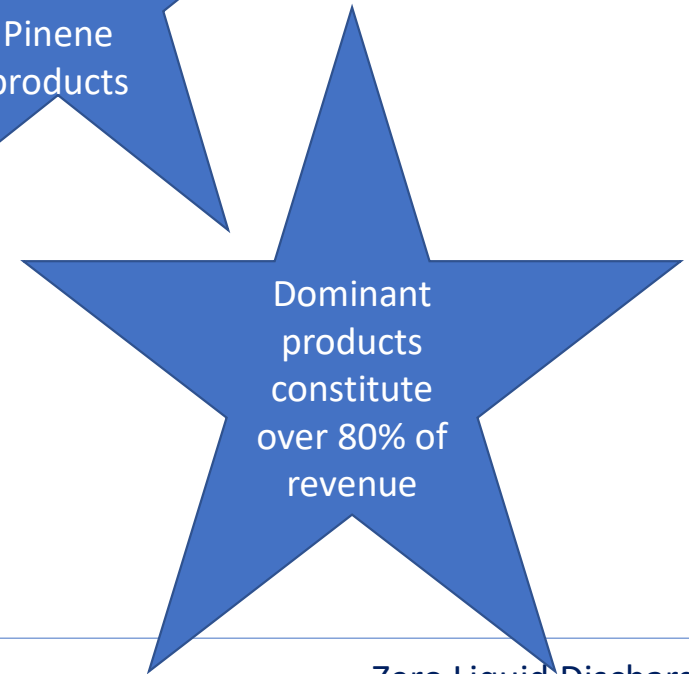 Pinene
products
Dominant
products
constitute
over 80% of
revenue
Zero Liquid